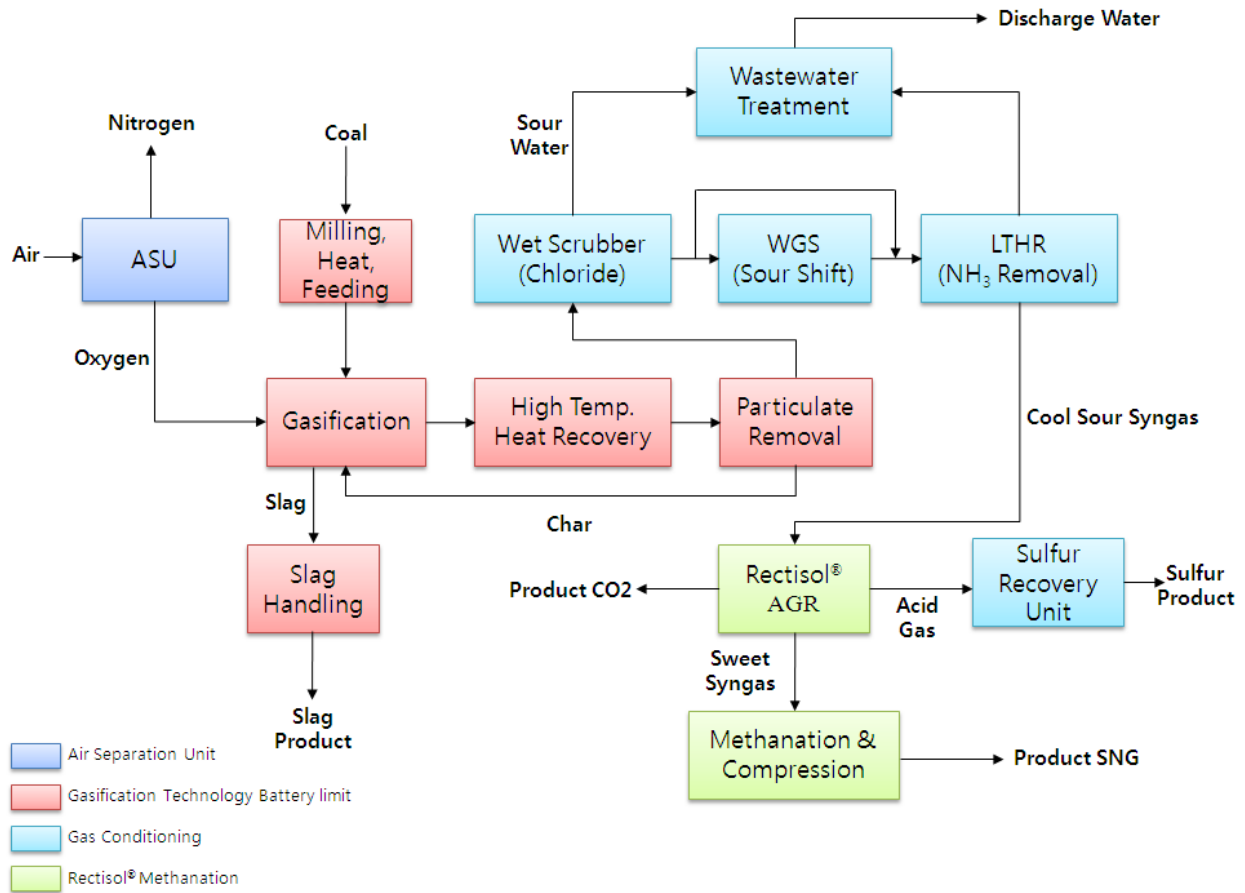 Discharge Water
Wastewater
Treatment
Nitrogen
Coal
Sour
Water
Air
ASU
Milling,
Heat,
Feeding
Wet Scrubber
(Chloride)
WGS
(Sour Shift)
LTHR
(NH₃ Removal)
Oxygen
Gasification
High Temp.
Heat Recovery
Particulate
Removal
Cool Sour Syngas
Slag
Char
Slag
Handling
Product CO2
Rectisol®
AGR
Acid
Gas
Sulfur
Recovery
Unit
Sulfur
Product
Sweet
Syngas
Slag
Product
Methanation &
Compression
Product SNG
Air Separation Unit
Gasification Technology Battery limit
Gas Conditioning
Rectisol® Methanation